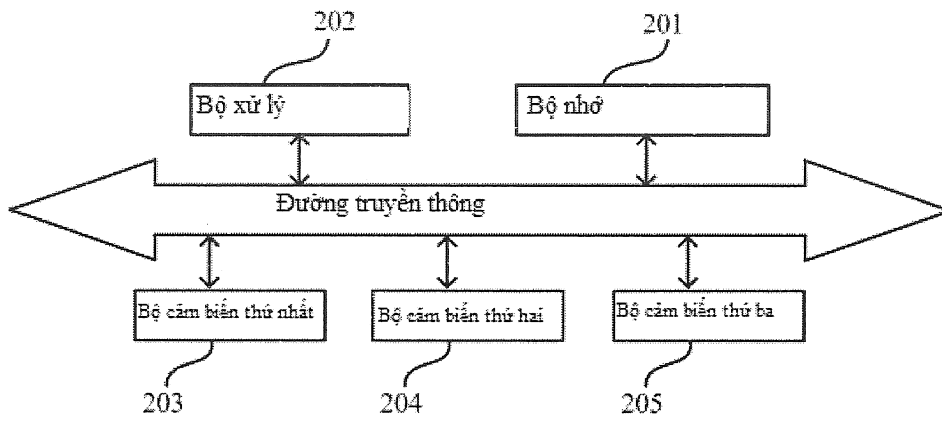 202
201
Bộ xử lý
Bộ nhớ
Đường truyền thông
Bộ cảm biến thứ nhất
Bộ cảm biến thứ hai
Bộ cảm biến thứ ba
203
204
205